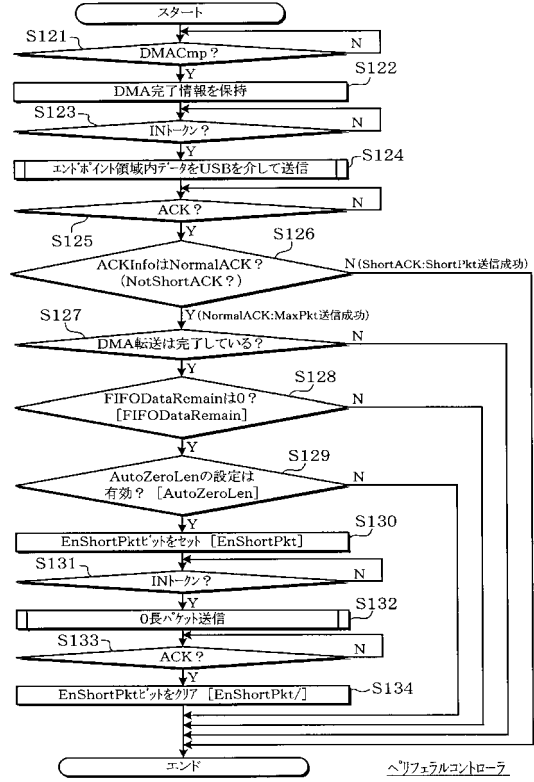 スタート
S121
DMACmp？
N
Y
S122
DMA完了情報を保持
S123
INトークン？
N
Y
S124
エンドポイント領域内データをUSBを介して送信
ACK？
N
S125
Y
S126
ACKInfoはNormalACK？
(NotShortACK？)
N(ShortACK:ShortPkt送信成功)
S127
Y(NormalACK:MaxPkt送信成功)
DMA転送は完了している？
N
Y
S128
FIFODataRemainは0？
[FIFODataRemain]
N
Y
S129
AutoZeroLenの設定は
有効？ [AutoZeroLen]
N
Y
S130
EnShortPktビットをセット [EnShortPkt]
S131
INトークン？
N
Y
S132
0長パケット送信
S133
ACK？
N
Y
S134
EnShortPktビットをクリア [EnShortPkt/]
エンド
ペリフェラルコントローラ